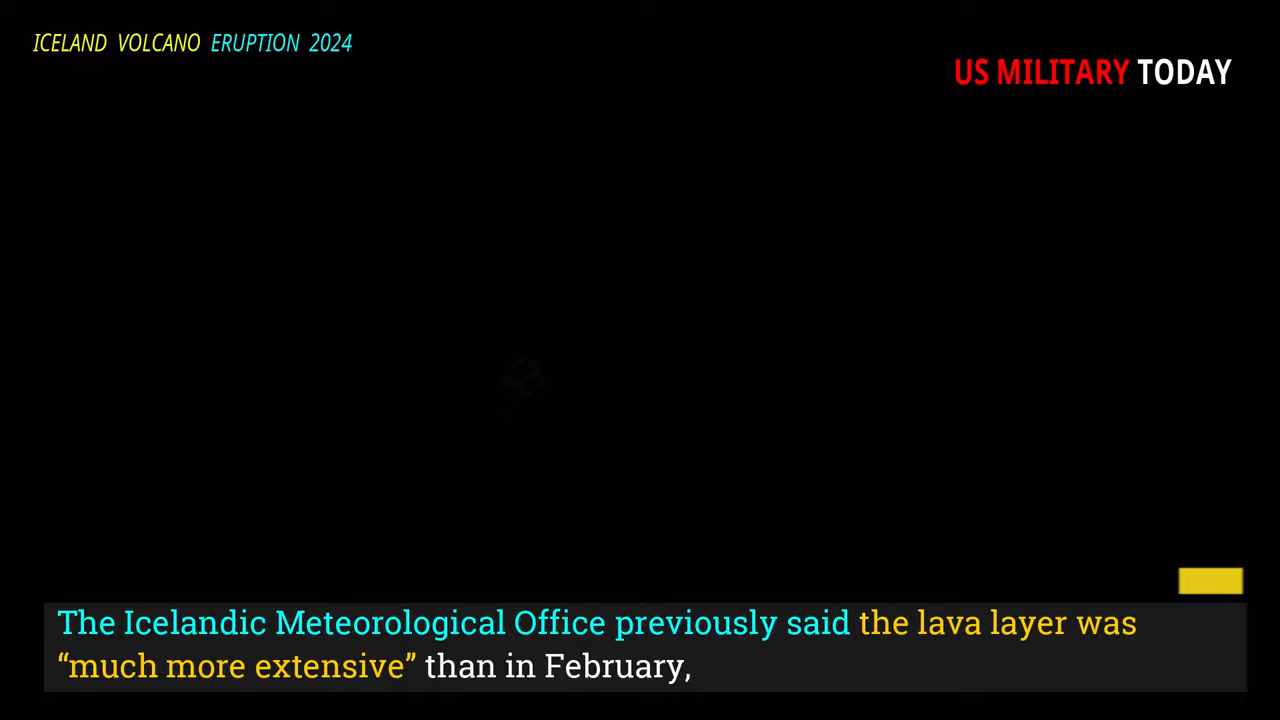 ICELAND VOLCANO ERUPTION 2024
US MILITARY TODAY
The Icelandic Meteorological Office previously said the lava layer was
“much more extensive” than in February,